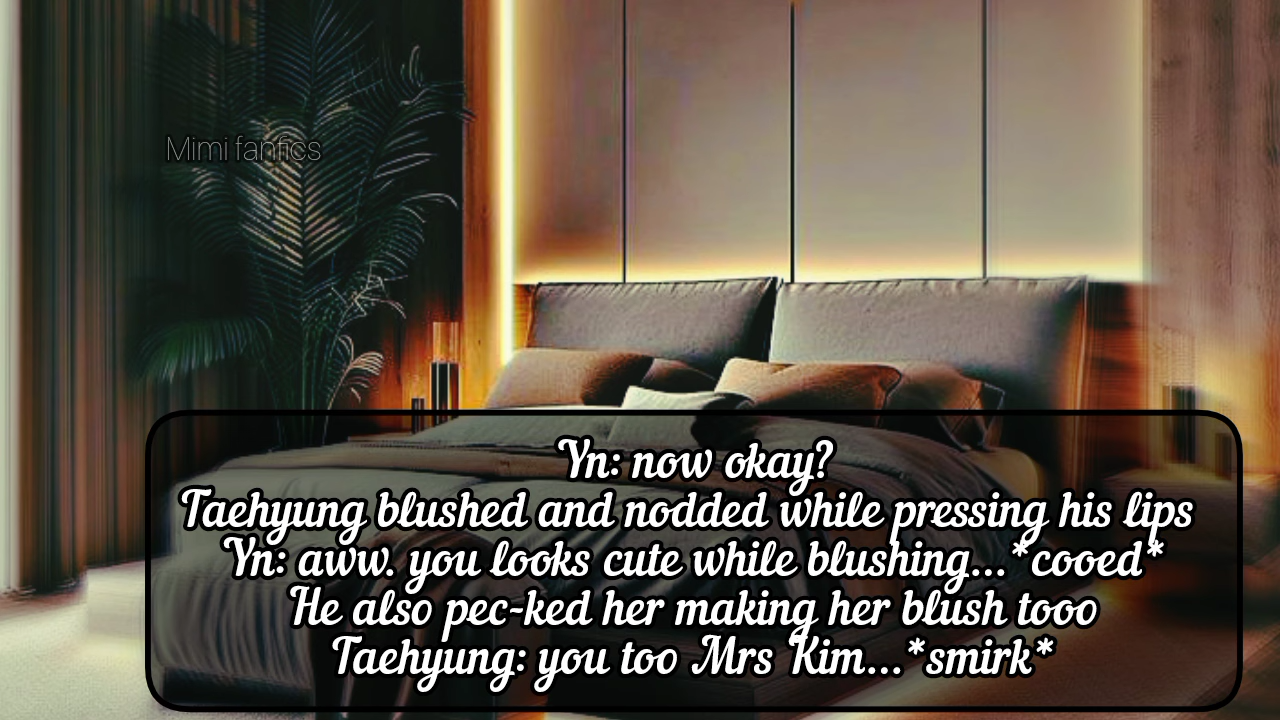 Mimi fanfics
Yn: now okay?
Taehyung blushed and nodded while pressing his lips
Yn: aww. you looks cute while blushing...*cooed*
He also pec-ked her making her blush tooo
Taehyung: you too Mrs Kim...*smirk*